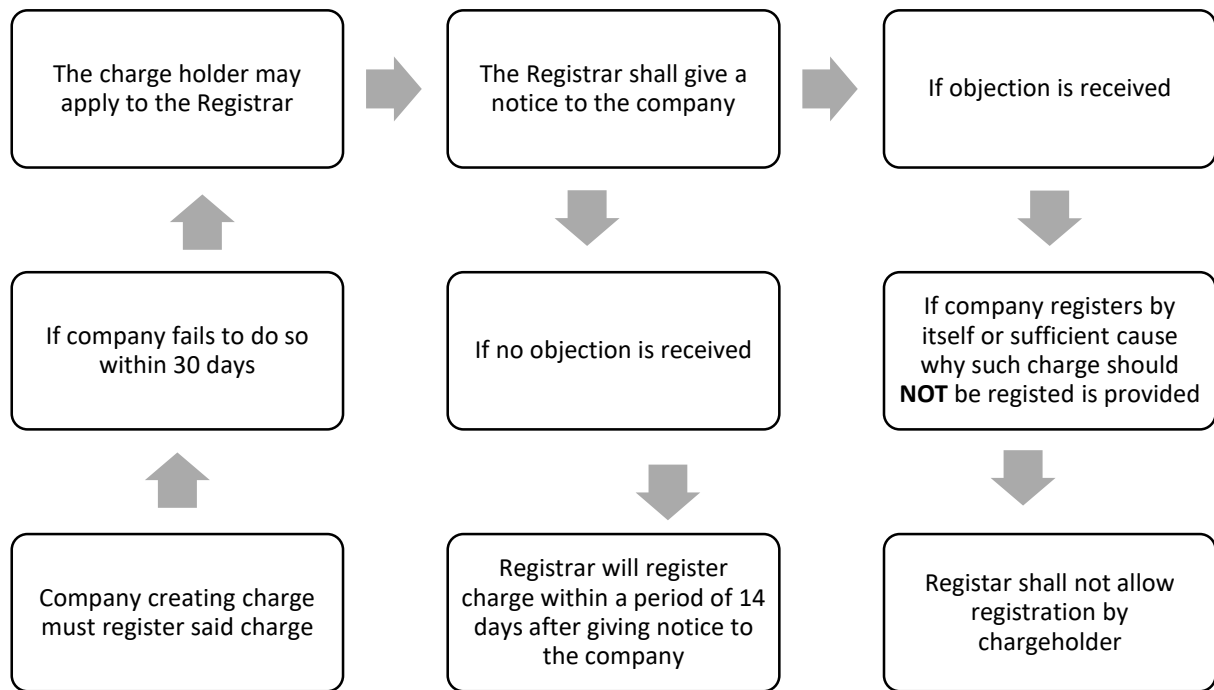 The charge holder may
apply to the Registrar
The Registrar shall give a
notice to the company
If objection is received
If company fails to do so
within 30 days
If no objection is received
If company registers by
itself or sufficient cause
why such charge should
NOT be registed is provided
Company creating charge
must register said charge
Registrar will register
charge within a period of 14
days after giving notice to
the company
Registar shall not allow
registration by
chargeholder